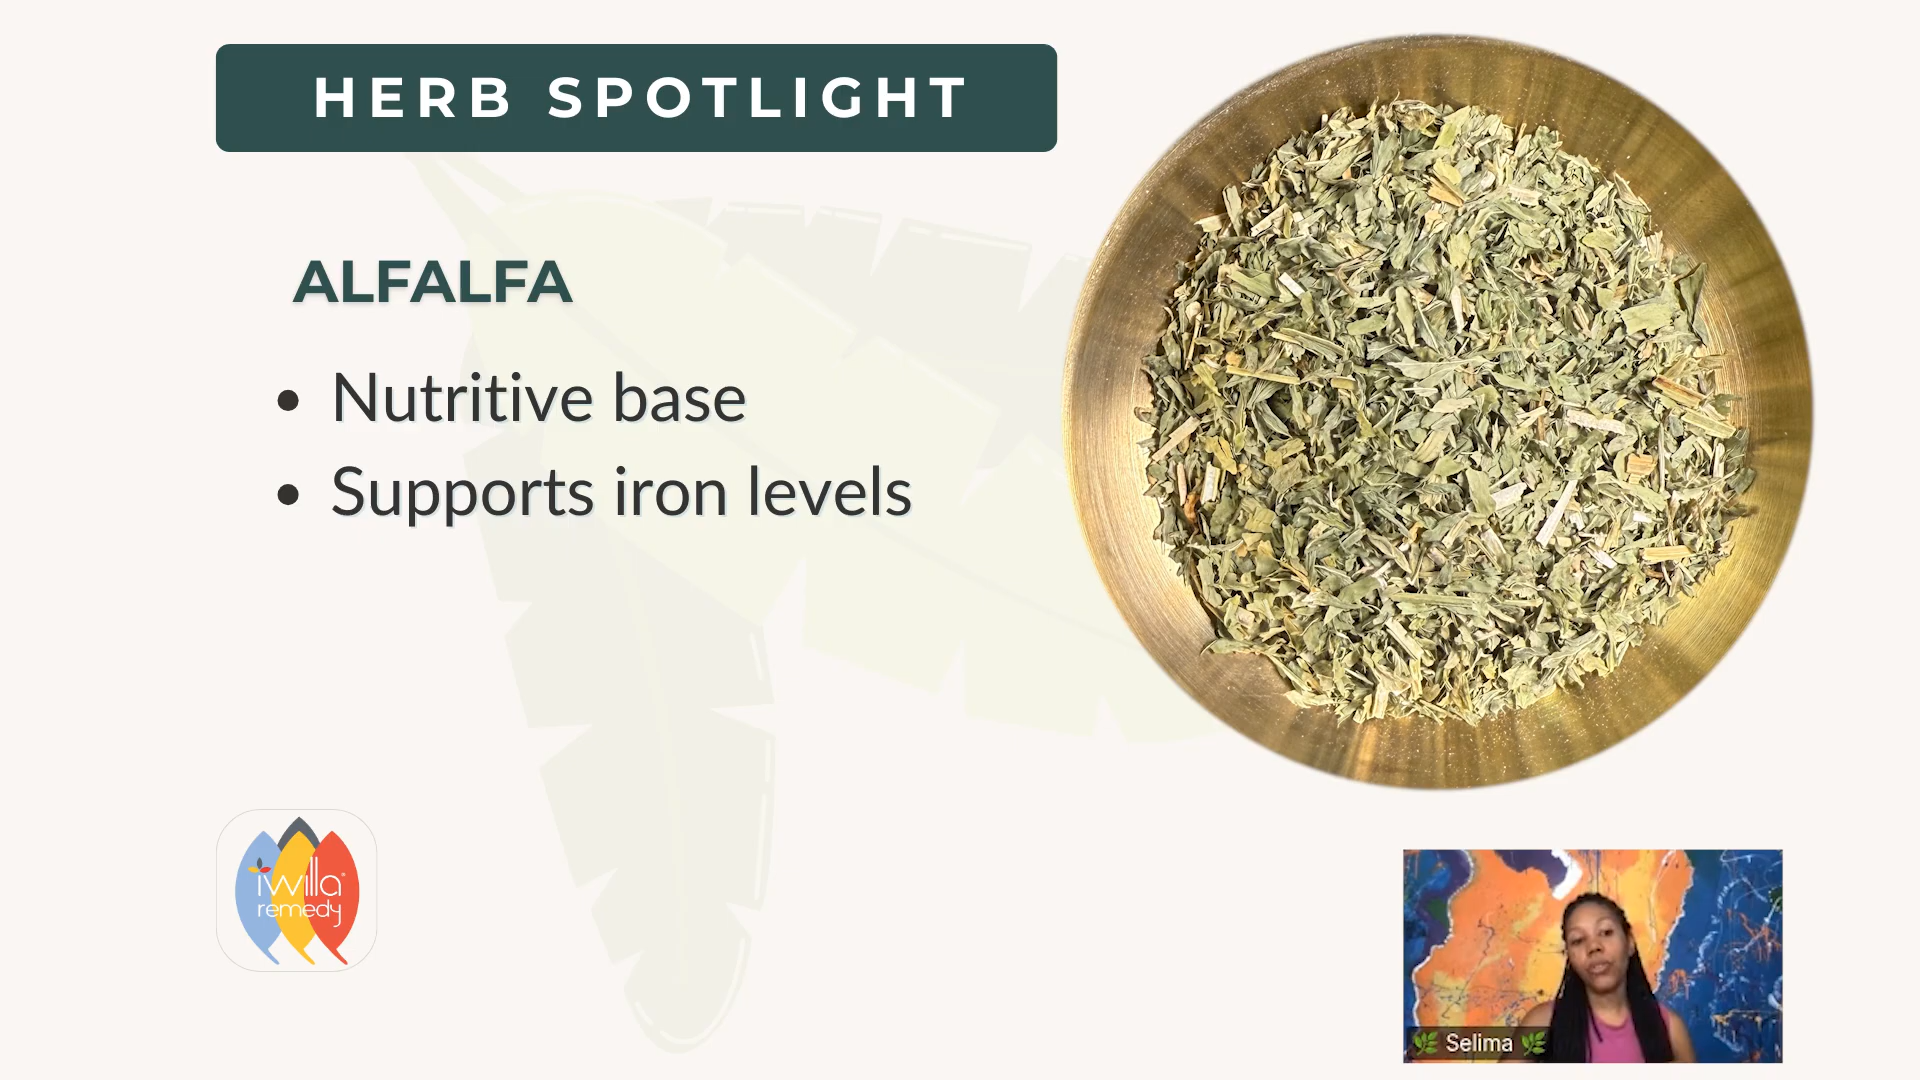 HERB SPOTLIGHT
ALFALFA
• Nutritive base
• Supports iron levels
iwilla
remedy
🌿 Selima 🌿